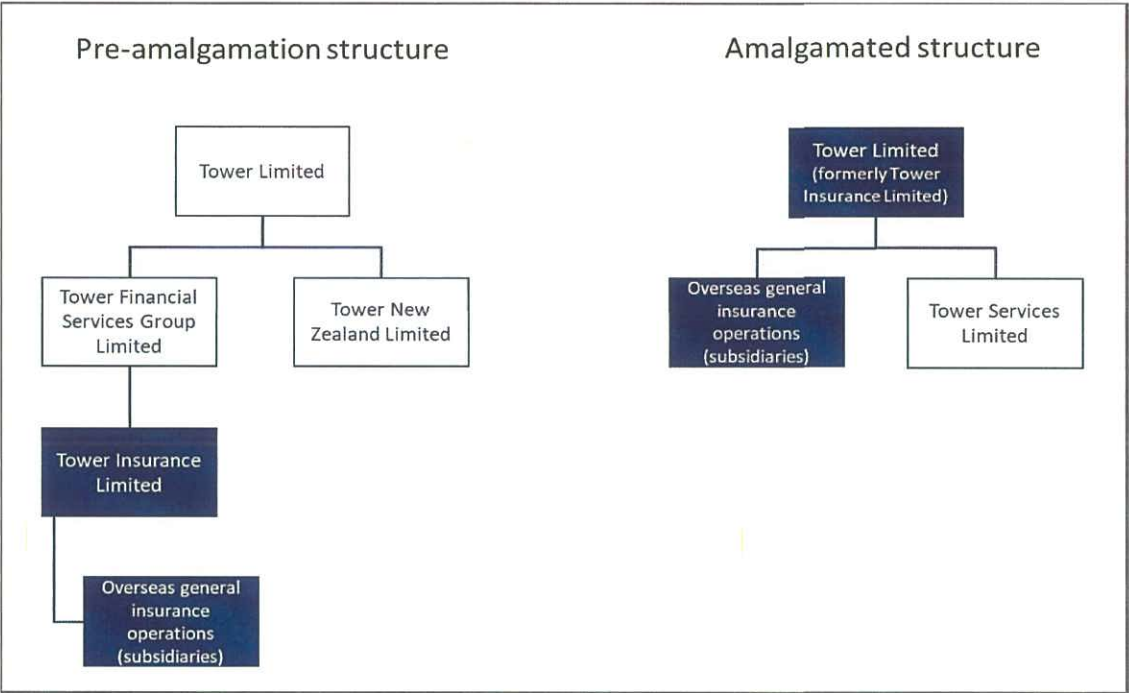 Pre-amalgamation structure
Tower Limited
Tower Financial
Services Group
Limited
Tower New
Zealand Limited
Tower Insurance
Limited
Overseas general
insurance
operations
(subsidiaries)
Amalgamated structure
Tower Limited
(formerly Tower
Insurance Limited)
Overseas general
insurance
operations
(subsidiaries)
Tower Services
Limited